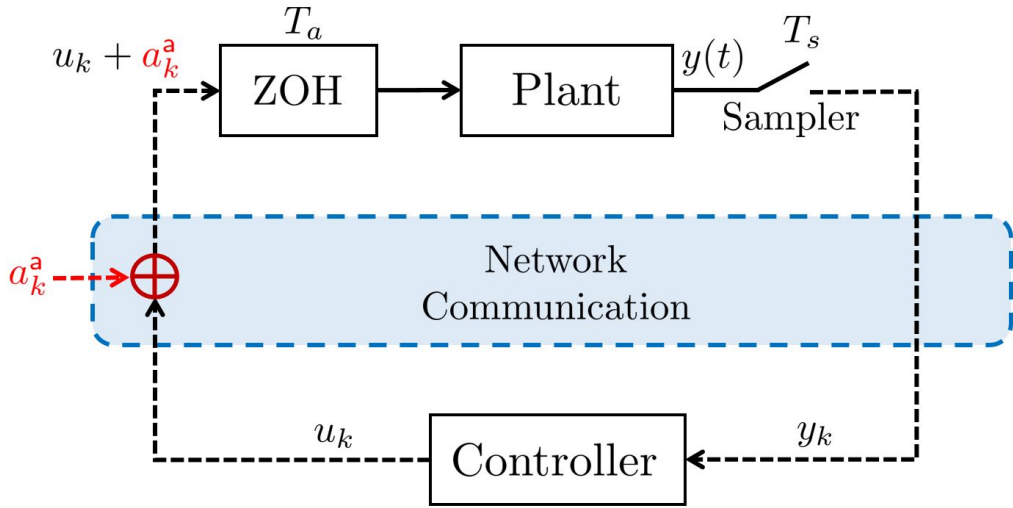 T_a
u_k + a_k^a
ZOH
Plant
y(t)
T_s
Sampler
a_k^a
Network
Communication
u_k
Controller
y_k